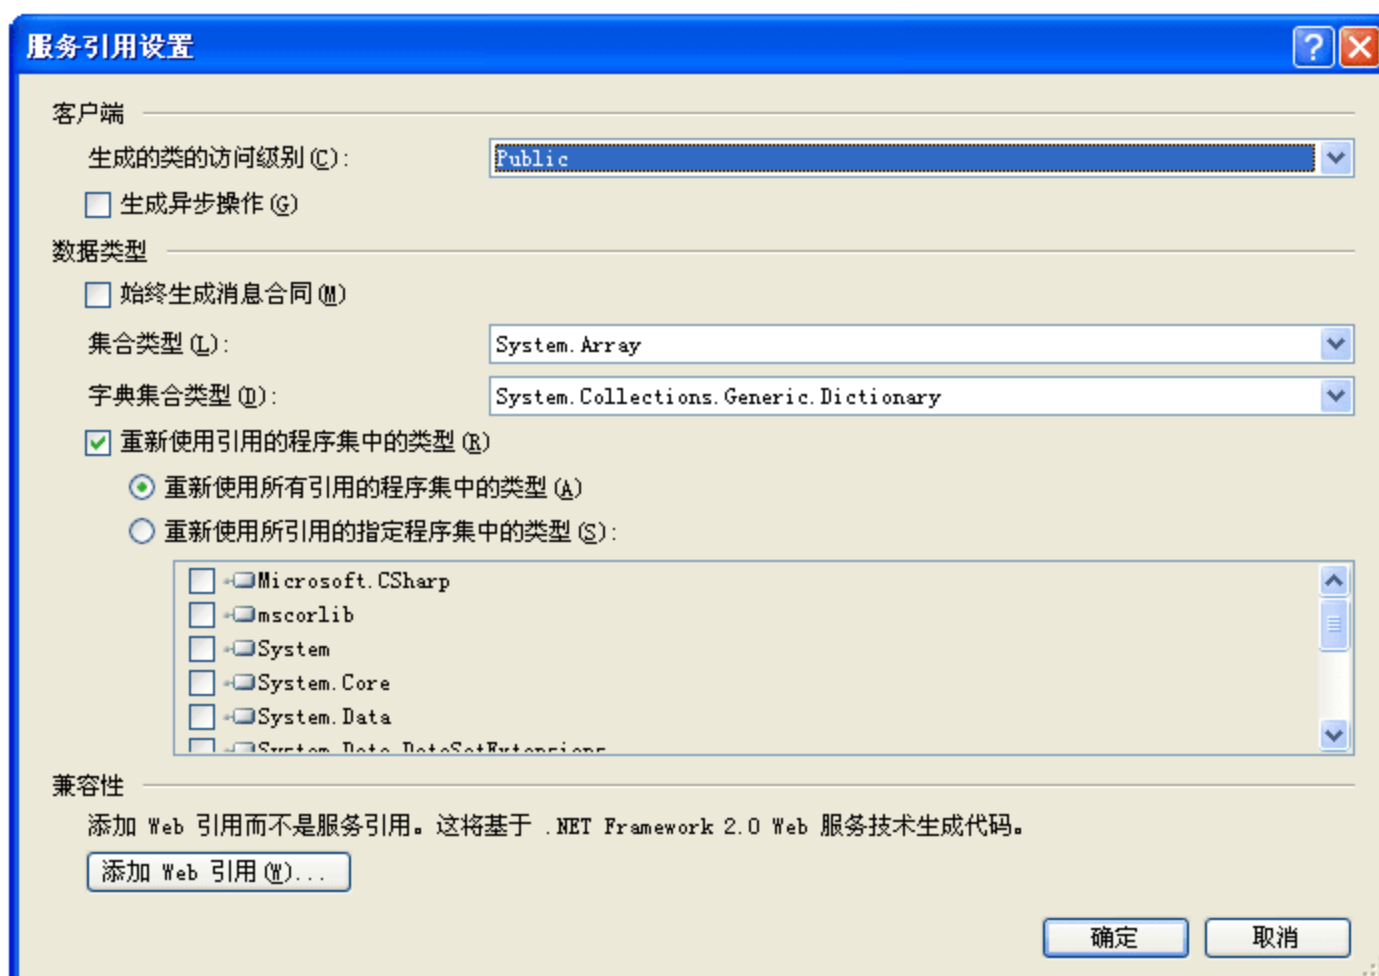 服务引用设置
客户端
生成的类的访问级别(C): Public
生成异步操作(G)
数据类型
始终生成消息合同(M)
集合类型(L): System.Array
字典集合类型(D): System.Collections.Generic.Dictionary
重新使用引用的程序集中的类型(R)
重新使用所有引用的程序集中的类型(A)
重新使用所引用的指定程序集中的类型(S):
Microsoft.CSharp
mscorlib
System
System.Core
System.Data
System.Data.DataSetExtensions
兼容性
添加 Web 引用而不是服务引用。这将基于 .NET Framework 2.0 Web 服务技术生成代码。
添加 Web 引用(W)...
确定 取消